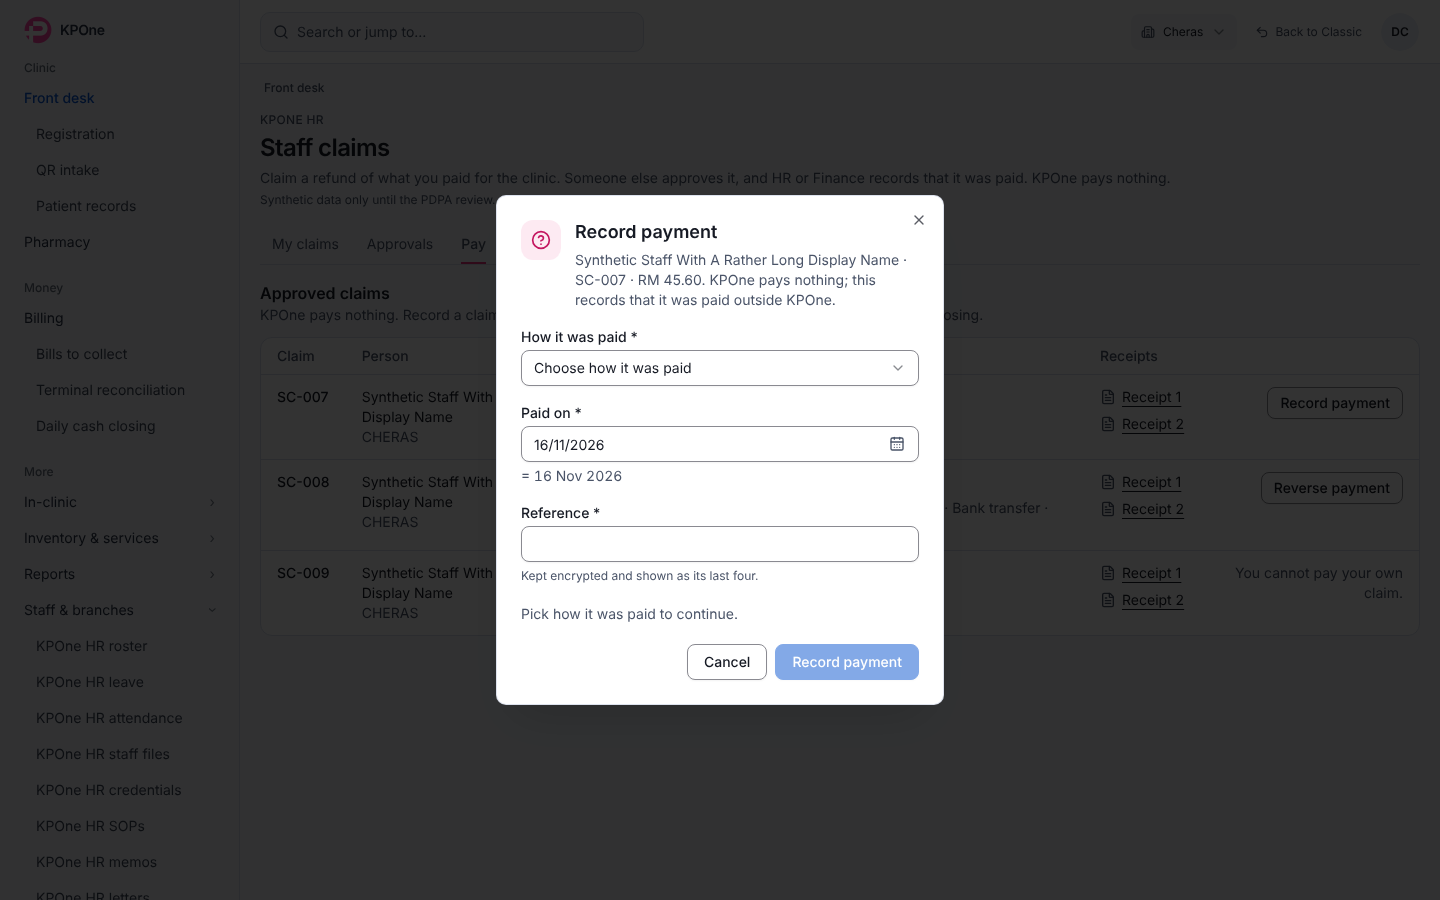 KPOne
Search or jump to...
Cheras
Back to Classic
DC
Clinic
Front desk
Registration
QR intake
Patient records
Pharmacy
Money
Billing
Bills to collect
Terminal reconciliation
Daily cash closing
More
In-clinic
Inventory & services
Reports
Staff & branches
KPOne HR roster
KPOne HR leave
KPOne HR attendance
KPOne HR staff files
KPOne HR credentials
KPOne HR SOPs
KPOne HR memos
KPOne HR letters
Front desk
KPONE HR
Staff claims
Claim a refund of what you paid for the clinic. Someone else approves it, and HR or Finance records that it was paid. KPOne pays nothing.
Synthetic data only until the PDPA review
My claims
Approvals
Pay
Approved claims
KPOne pays nothing. Record a claim
osing.
Claim
Person
Receipts
SC-007
Synthetic Staff With
Display Name
CHERAS
Receipt 1
Receipt 2
Record payment
SC-008
Synthetic Staff With
Display Name
CHERAS
· Bank transfer ·
Receipt 1
Receipt 2
Reverse payment
SC-009
Synthetic Staff With
Display Name
CHERAS
Receipt 1
Receipt 2
You cannot pay your own
claim.
Record payment
Synthetic Staff With A Rather Long Display Name ·
SC-007 · RM 45.60. KPOne pays nothing; this
records that it was paid outside KPOne.
How it was paid *
Choose how it was paid
Paid on *
16/11/2026
= 16 Nov 2026
Reference *
Kept encrypted and shown as its last four.
Pick how it was paid to continue.
Cancel
Record payment